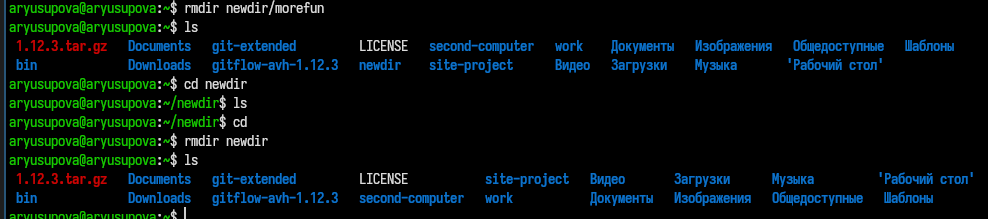 aryusupova@aryusupova:~$ rmdir newdir/morefun
aryusupova@aryusupova:~$ ls
1.12.3.tar.gz Documents git-extended LICENSE second-computer work Документы Изображения Общедоступные Шаблоны
bin Downloads gitflow-avh-1.12.3 newdir site-project Видео Загрузки Музыка 'Рабочий стол'
aryusupova@aryusupova:~$ cd newdir
aryusupova@aryusupova:~/newdir$ ls
aryusupova@aryusupova:~/newdir$ cd
aryusupova@aryusupova:~$ rmdir newdir
aryusupova@aryusupova:~$ ls
1.12.3.tar.gz Documents git-extended LICENSE site-project Видео Загрузки Музыка 'Рабочий стол'
bin Downloads gitflow-avh-1.12.3 second-computer work Документы Изображения Общедоступные Шаблоны
aryusupova@aryusupova:~$